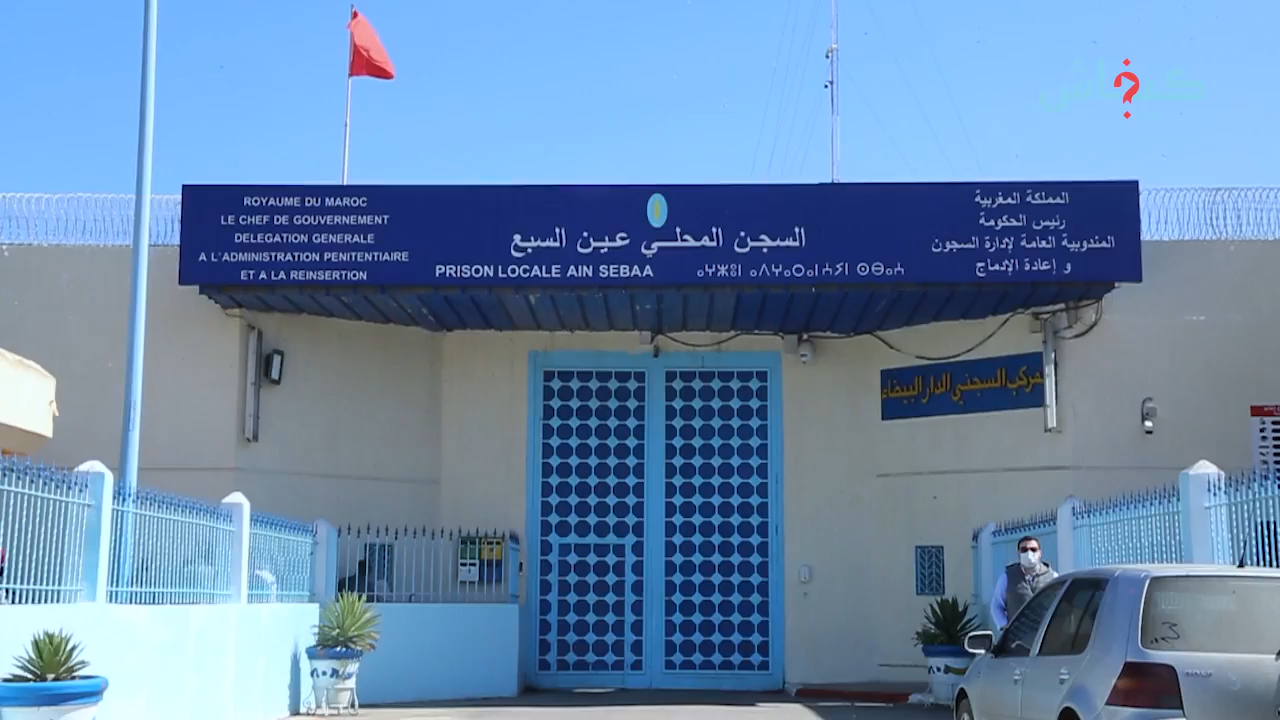 كيفاش
ROYAUME DU MAROC
LE CHEF DE GOUVERNEMENT
DELEGATION GENERALE
A L'ADMINISTRATION PENITENTIAIRE
ET A LA REINSERTION
السجن المحلي عين السبع
PRISON LOCALE AIN SEBAA
المملكة المغربية
رئيس الحكومة
المندوبية العامة لإدارة السجون
و إعادة الإدماج
المركب السجني الدار البيضاء